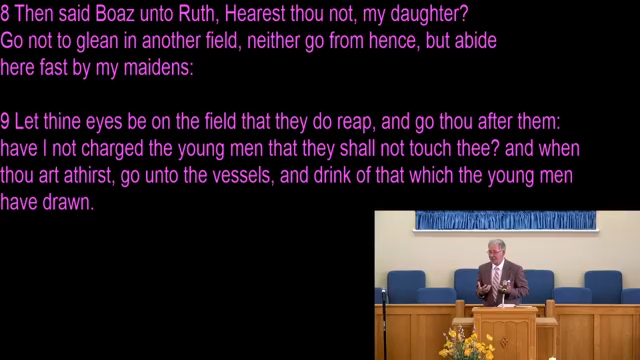 8 Then said Boaz unto Ruth, Hearest thou not, my daughter?
Go not to glean in another field, neither go from hence, but abide
here fast by my maidens:
9 Let thine eyes be on the field that they do reap, and go thou after them:
have I not charged the young men that they shall not touch thee? and when
thou art athirst, go unto the vessels, and drink of that which the young men
have drawn.